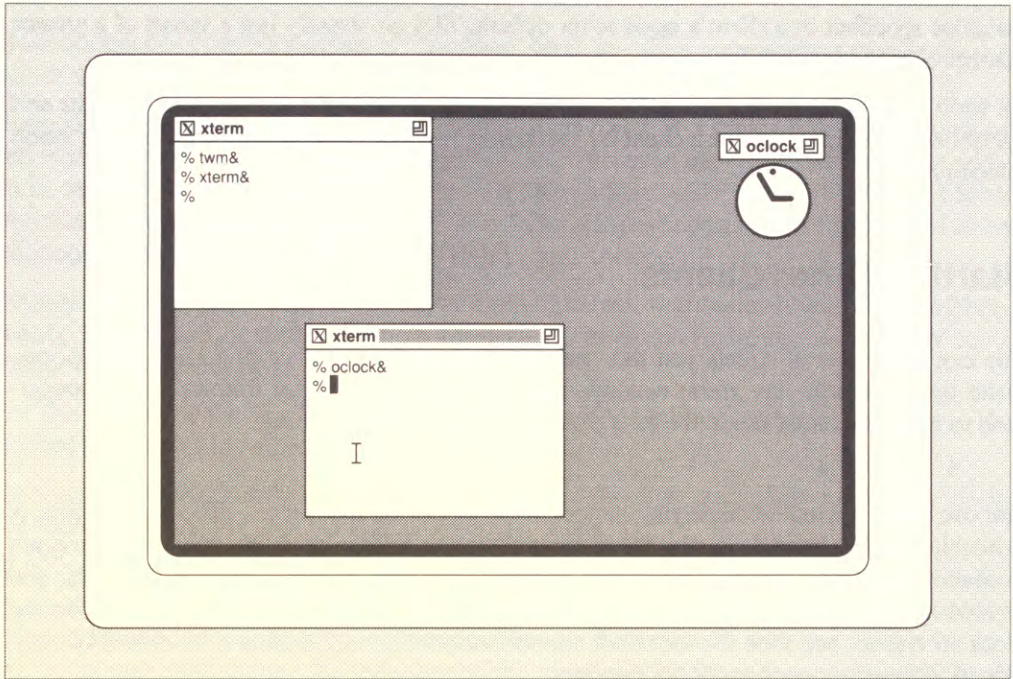 xterm
% twm&
% xterm&
%
oclock
xterm
% oclock&
%